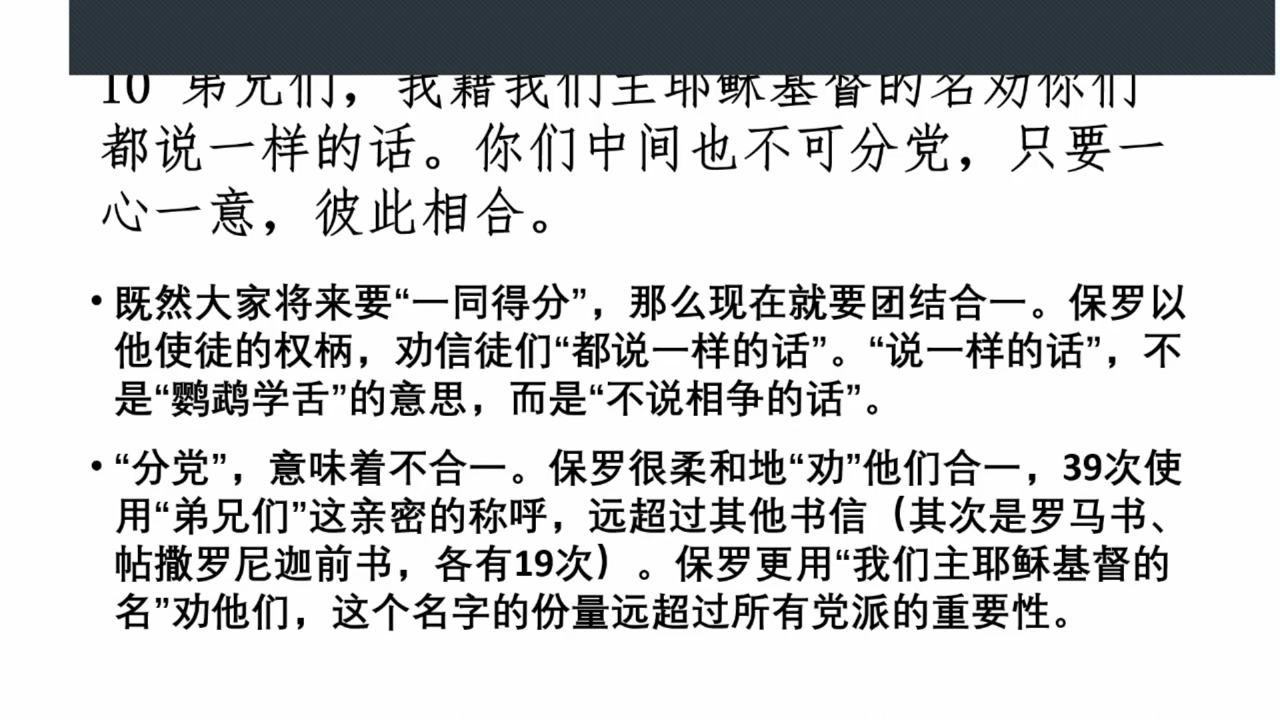 10 弟兄们，我藉我们主耶稣基督的名劝你们
都说一样的话。你们中间也不可分党，只要一
心一意，彼此相合。
• 既然大家将来要“一同得分”，那么现在就要团结合一。保罗以
他使徒的权柄，劝信徒们“都说一样的话”。“说一样的话”，不
是“鹦鹉学舌”的意思，而是“不说相争的话”。
• “分党”，意味着不合一。保罗很柔和地“劝”他们合一，39次使
用“弟兄们”这亲密的称呼，远超过其他书信（其次是罗马书、
帖撒罗尼迦前书，各有19次）。保罗更用“我们主耶稣基督的
名”劝他们，这个名字的份量远超过所有党派的重要性。